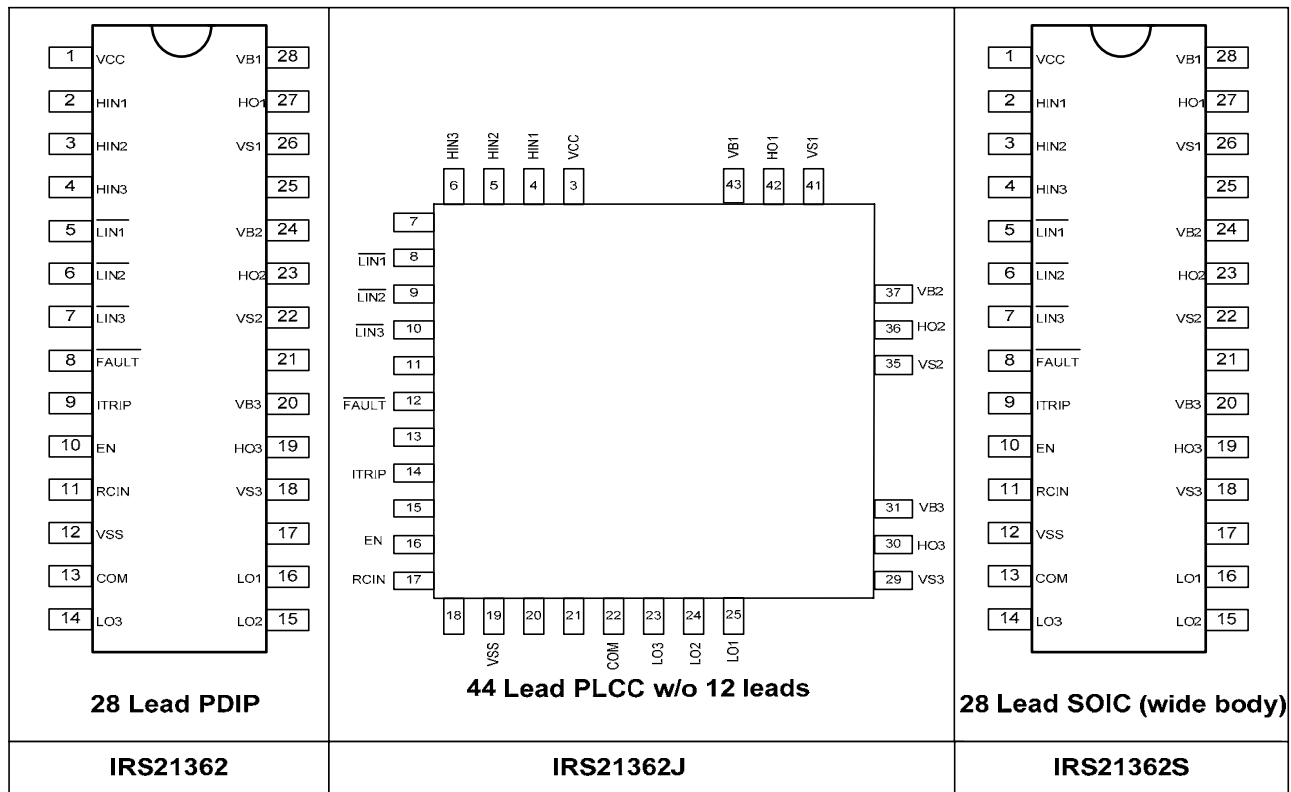 1 VCC VB1 28
2 HIN1 HO1 27
3 HIN2 VS1 26
4 HIN3 25
5 LIN1 VB2 24
6 LIN2 HO2 23
7 LIN3 VS2 22
8 FAULT 21
9 ITRIP VB3 20
10 EN HO3 19
11 RCIN VS3 18
12 VSS 17
13 COM LO1 16
14 LO3 LO2 15
28 Lead PDIP
IRS21362
HIN3 HIN2 HIN1 VCC VB1 HO1 VS1
6 5 4 3 43 42 41
7
LIN1 8
LIN2 9 37 VB2
LIN3 10 36 HO2
11 35 VS2
FAULT 12
13
ITRIP 14
15 31 VB3
EN 16 30 HO3
RCIN 17 29 VS3
18 19 20 21 22 23 24 25
VSS COM LO3 LO2 LO1
44 Lead PLCC w/o 12 leads
IRS21362J
1 VCC VB1 28
2 HIN1 HO1 27
3 HIN2 VS1 26
4 HIN3 25
5 LIN1 VB2 24
6 LIN2 HO2 23
7 LIN3 VS2 22
8 FAULT 21
9 ITRIP VB3 20
10 EN HO3 19
11 RCIN VS3 18
12 VSS 17
13 COM LO1 16
14 LO3 LO2 15
28 Lead SOIC (wide body)
IRS21362S